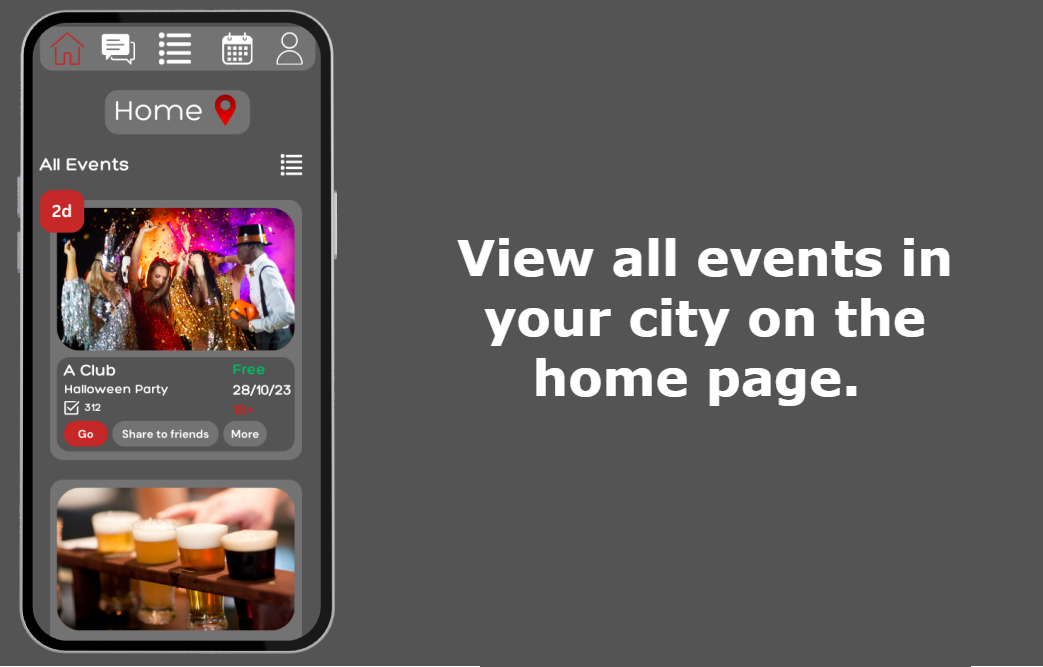 Home
All Events
2d
A Club
Free
Halloween Party
28/10/23
312
18+
Go
Share to friends
More
View all events in
your city on the
home page.